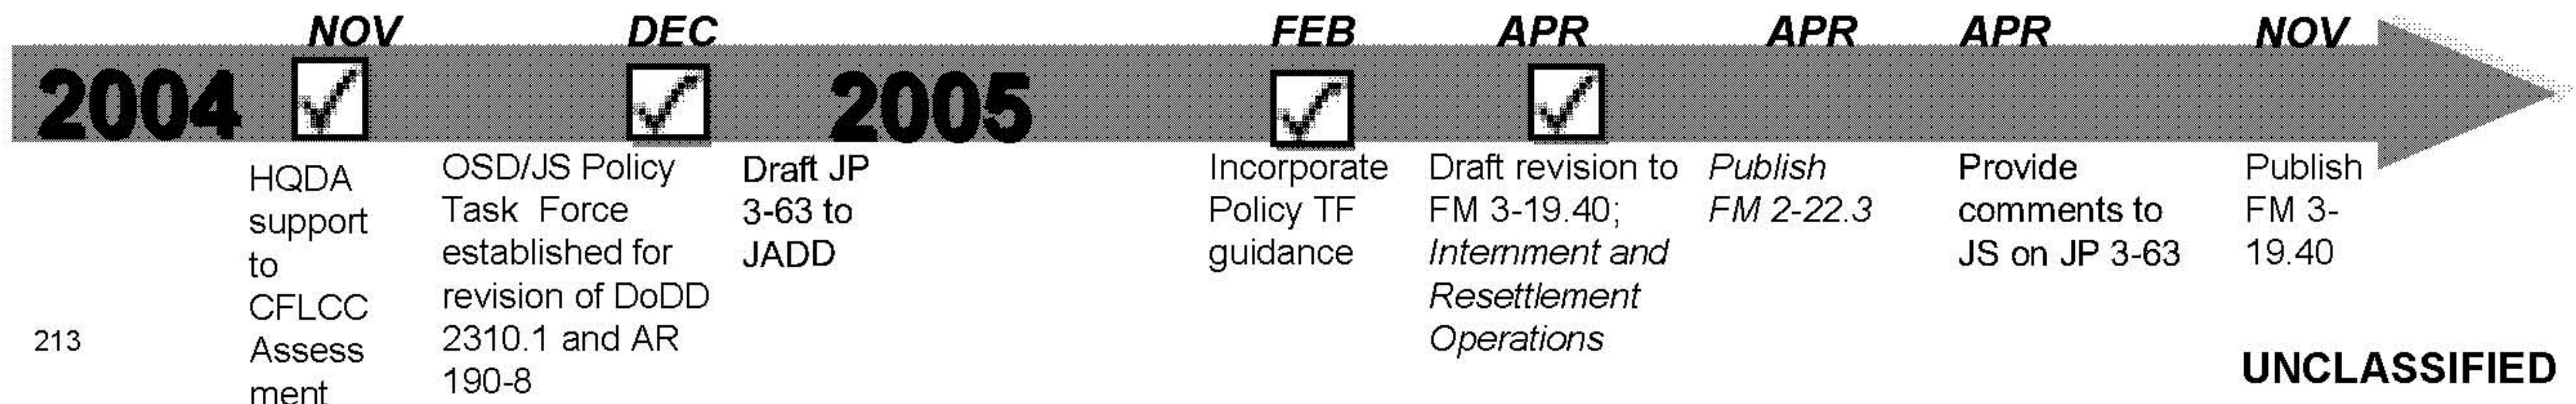 NOV
DEC
FEB
APR
APR
APR
NOV
2004
2005
HQDA
support
to
CFLCC
Assess
ment
OSD/JS Policy
Task Force
established for
revision of DoDD
2310.1 and AR
190-8
Draft JP
3-63 to
JADD
Incorporate
Policy TF
guidance
Draft revision to
FM 3-19.40;
Internment and
Resettlement
Operations
Publish
FM 2-22.3
Provide
comments to
JS on JP 3-63
Publish
FM 3-
19.40
213
UNCLASSIFIED